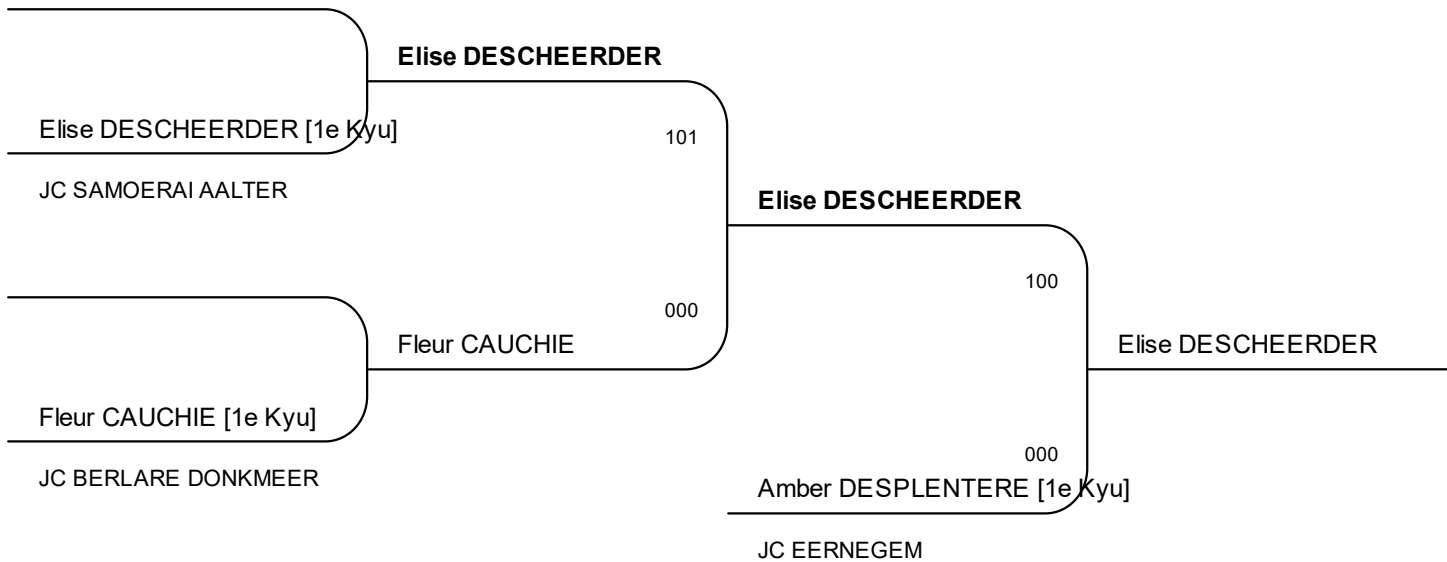 Elise DESCHEERDER
Elise DESCHEERDER [1e Kyu]
101
JC SAMOERAI AALTER
Elise DESCHEERDER
100
000
Fleur CAUCHIE
Elise DESCHEERDER
Fleur CAUCHIE [1e Kyu]
000
JC BERLARE DONKMEER
Amber DESPLENTERE [1e Kyu]
JC EERNEGEM